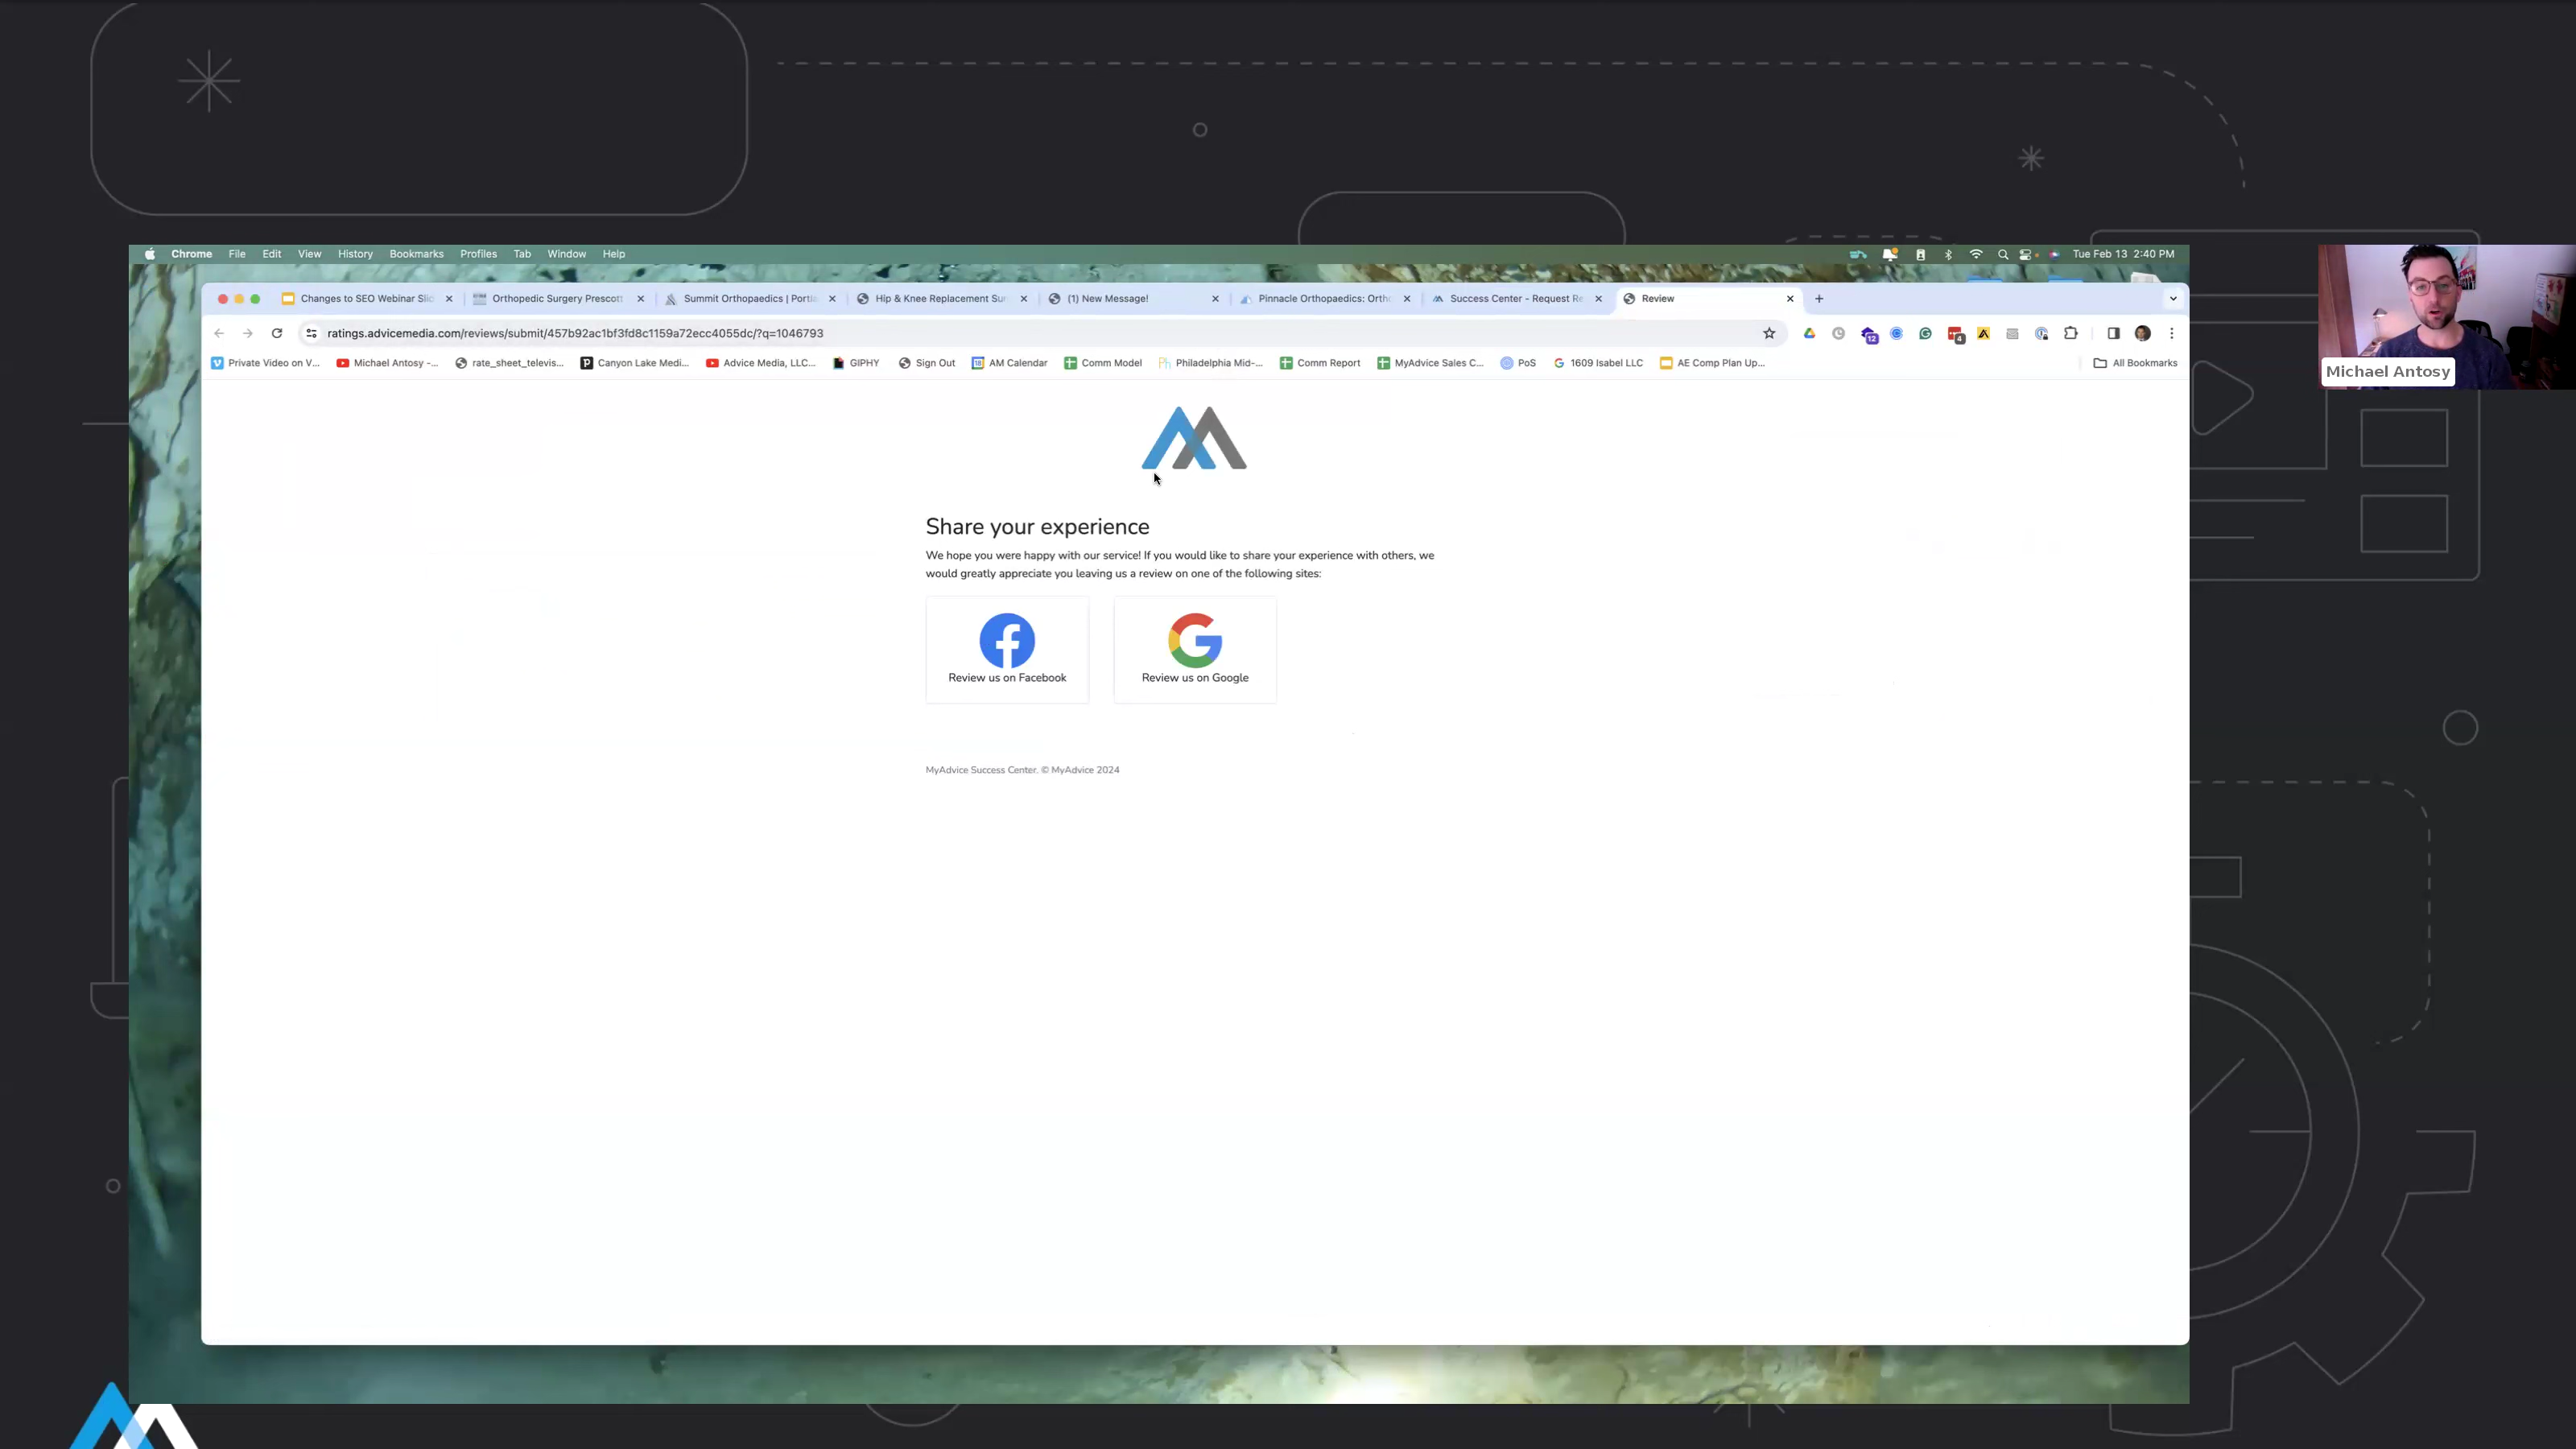 Chrome File Edit View History Bookmarks Profiles Tab Window Help Tue Feb 13 2:40 PM
Changes to SEO Webinar Slid Orthopedic Surgery Prescott Summit Orthopaedics | Portla Hip & Knee Replacement Sur (1) New Message! Pinnacle Orthopaedics: Ortho Success Center - Request Re Review
ratings.advicemedia.com/reviews/submit/457b92ac1bf3fd8c1159a72ecc4055dc/?q=1046793 12 4
Private Video on V... Michael Antosy -... rate_sheet_televis... Canyon Lake Medi... Advice Media, LLC... GIPHY Sign Out AM Calendar Comm Model Philadelphia Mid-... Comm Report MyAdvice Sales C... PoS 1609 Isabel LLC AE Comp Plan Up... All Bookmarks
Michael Antosy
Share your experience
We hope you were happy with our service! If you would like to share your experience with others, we
would greatly appreciate you leaving us a review on one of the following sites:
Review us on Facebook Review us on Google
MyAdvice Success Center. © MyAdvice 2024